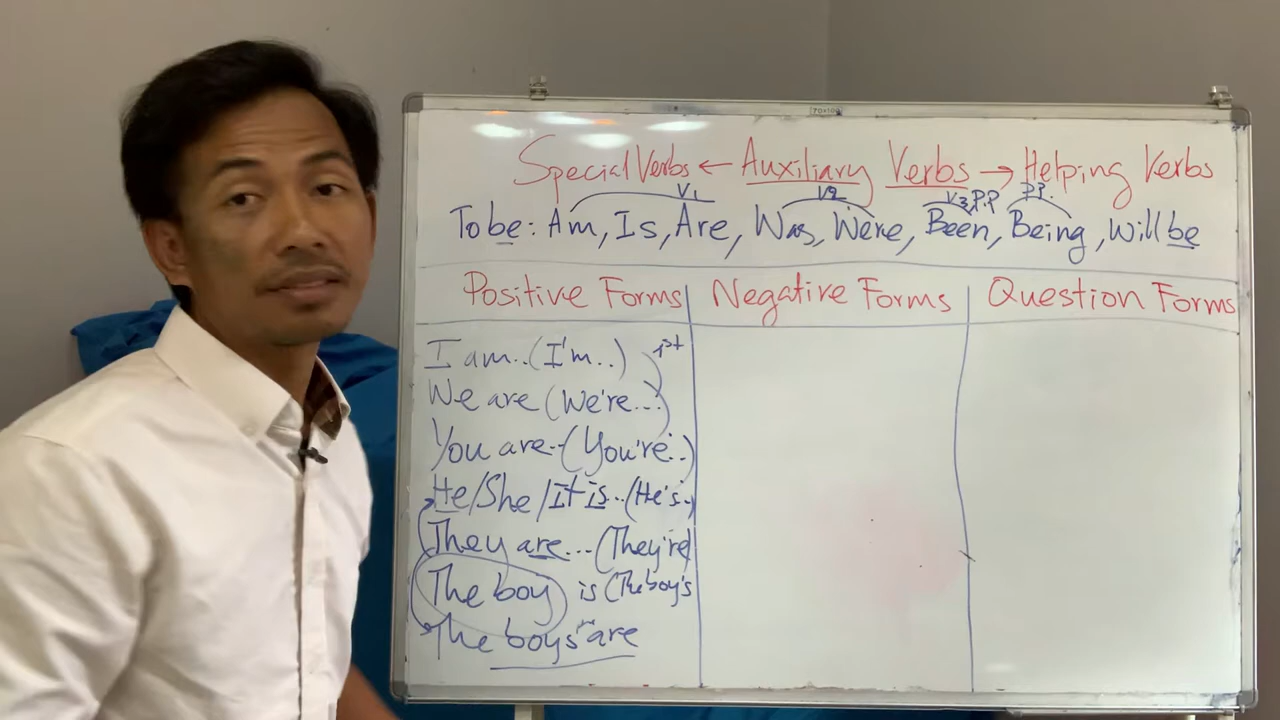 Special Verbs ← Auxiliary Verbs → Helping Verbs
V1 V2 V3,P.P P.P.
To be: Am, Is, Are, Was, Were, Been, Being, Will be
Positive Forms Negative Forms Question Forms
I am.. (I'm..) 1st
We are (We're...)
You are.. (You're..)
He/She/It is.. (He's..)
They are... (They're)
The boy is (The boy's
The boys are